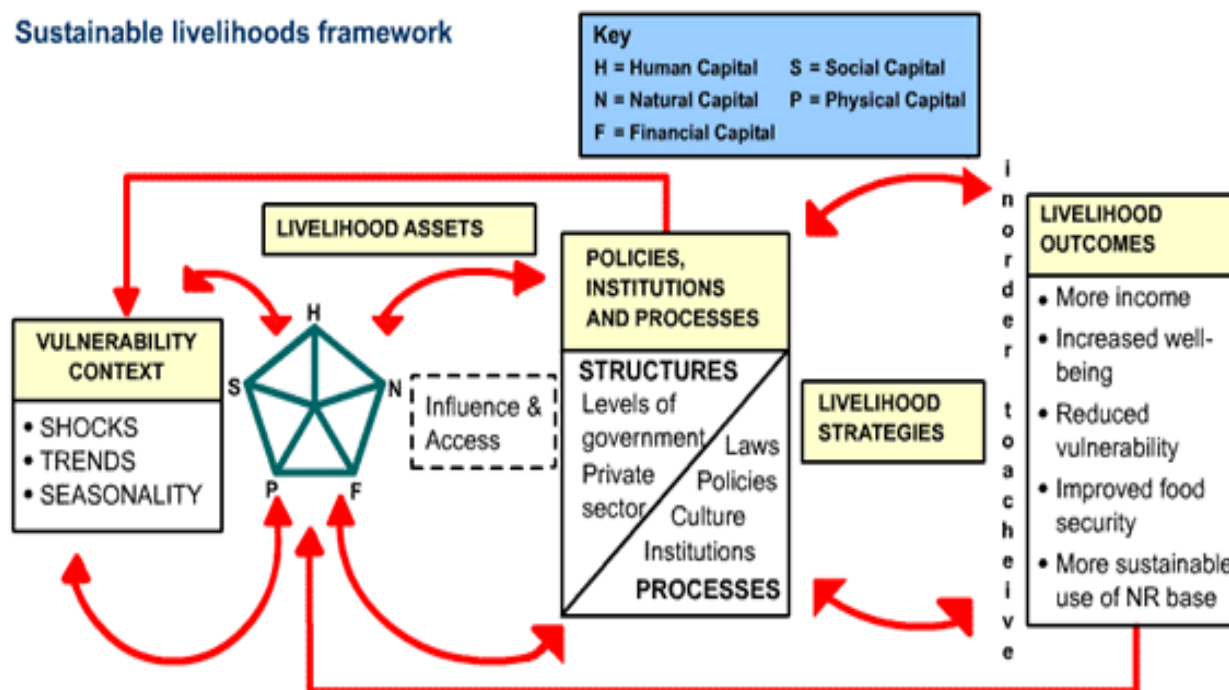 Sustainable livelihoods framework
Key
H = Human Capital S = Social Capital
N = Natural Capital P = Physical Capital
F = Financial Capital
LIVELIHOOD ASSETS
VULNERABILITY
CONTEXT
• SHOCKS
• TRENDS
• SEASONALITY
H
S
N
P
F
Influence &
Access
POLICIES,
INSTITUTIONS
AND PROCESSES
STRUCTURES
Levels of
government
Private
sector
Laws
Policies
Culture
Institutions
PROCESSES
LIVELIHOOD
STRATEGIES
inorder toacheive
LIVELIHOOD
OUTCOMES
• More income
• Increased well-
being
• Reduced
vulnerability
• Improved food
security
• More sustainable
use of NR base